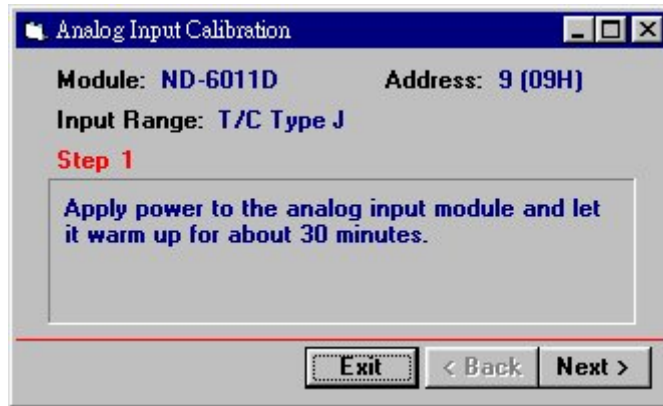 Analog Input Calibration
Module: ND-6011D Address: 9 (09H)
Input Range: T/C Type J
Step 1
Apply power to the analog input module and let
it warm up for about 30 minutes.
Exit < Back Next >